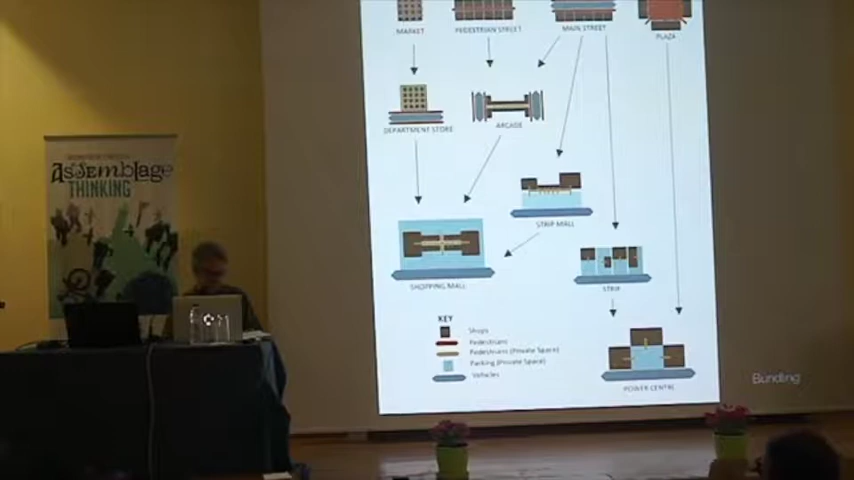 MARKET
PEDESTRIAN STREET
MAIN STREET
PLAZA
DEPARTMENT STORE
ARCADE
STRIP MALL
SHOPPING MALL
STRIP
POWER CENTRE
KEY
Shops
Pedestrians
Pedestrians (Private Space)
Parking (Private Space)
Vehicles
Bundling
Assemblage
THINKING